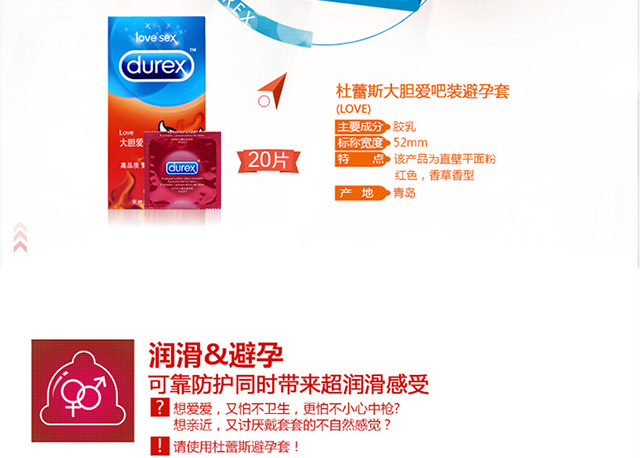 REX
love sex
durex
Love
大胆爱
高品质
durex
20片
杜蕾斯大胆爱吧装避孕套
(LOVE)
主要成分 胶乳
标称宽度 52mm
特 点 该产品为直壁平面粉
红色，香草香型
产 地 青岛
润滑&避孕
可靠防护同时带来超润滑感受
? 想爱爱，又怕不卫生，更怕不小心中枪?
想亲近，又讨厌戴套套的不自然感觉？
! 请使用杜蕾斯避孕套！